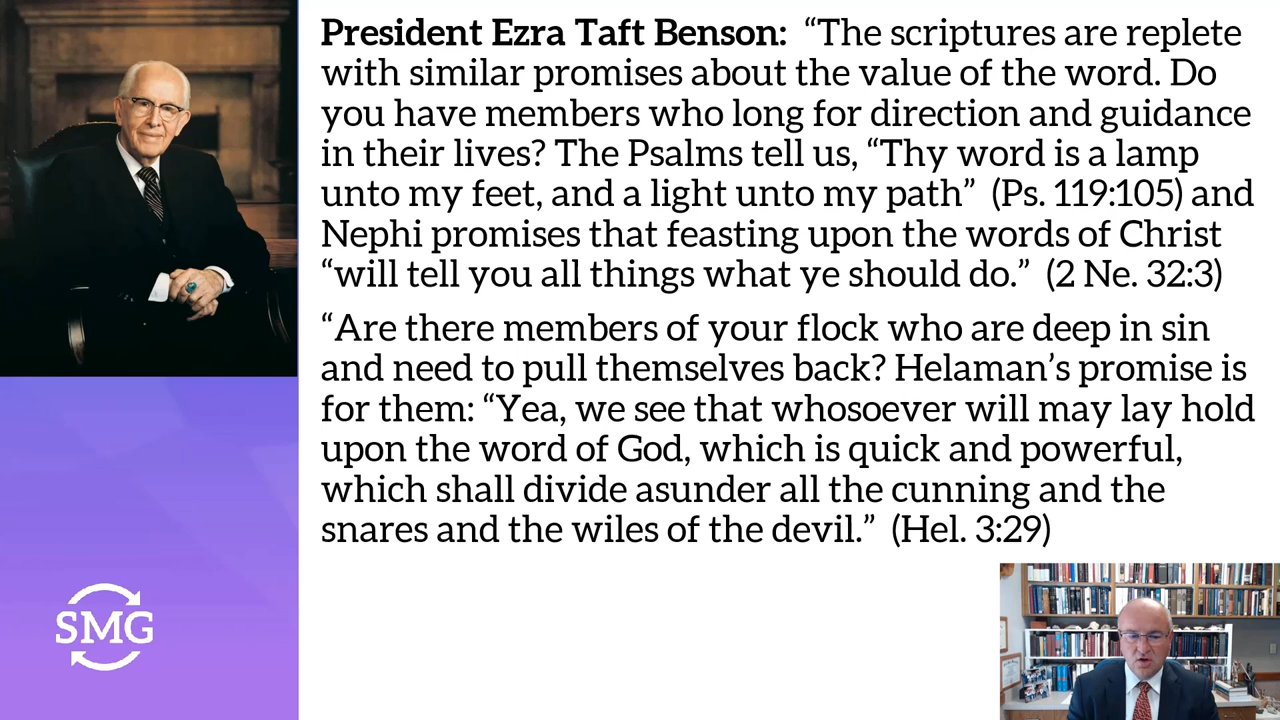 President Ezra Taft Benson: “The scriptures are replete
with similar promises about the value of the word. Do
you have members who long for direction and guidance
in their lives? The Psalms tell us, “Thy word is a lamp
unto my feet, and a light unto my path” (Ps. 119:105) and
Nephi promises that feasting upon the words of Christ
“will tell you all things what ye should do.” (2 Ne. 32:3)
“Are there members of your flock who are deep in sin
and need to pull themselves back? Helaman’s promise is
for them: “Yea, we see that whosoever will may lay hold
upon the word of God, which is quick and powerful,
which shall divide asunder all the cunning and the
snares and the wiles of the devil.” (Hel. 3:29)
SMG